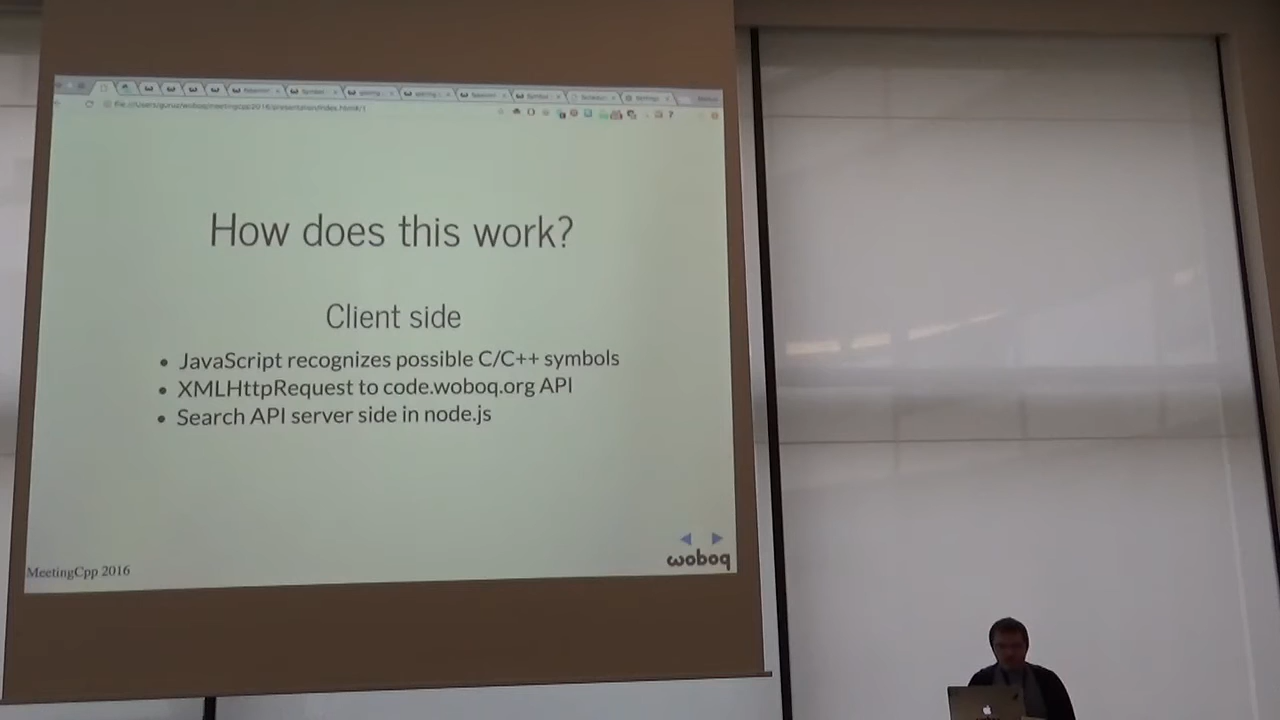 How does this work?
Client side
JavaScript recognizes possible C/C++ symbols
XMLHttpRequest to code.woboq.org API
Search API server side in node.js
MeetingCpp 2016
woboq